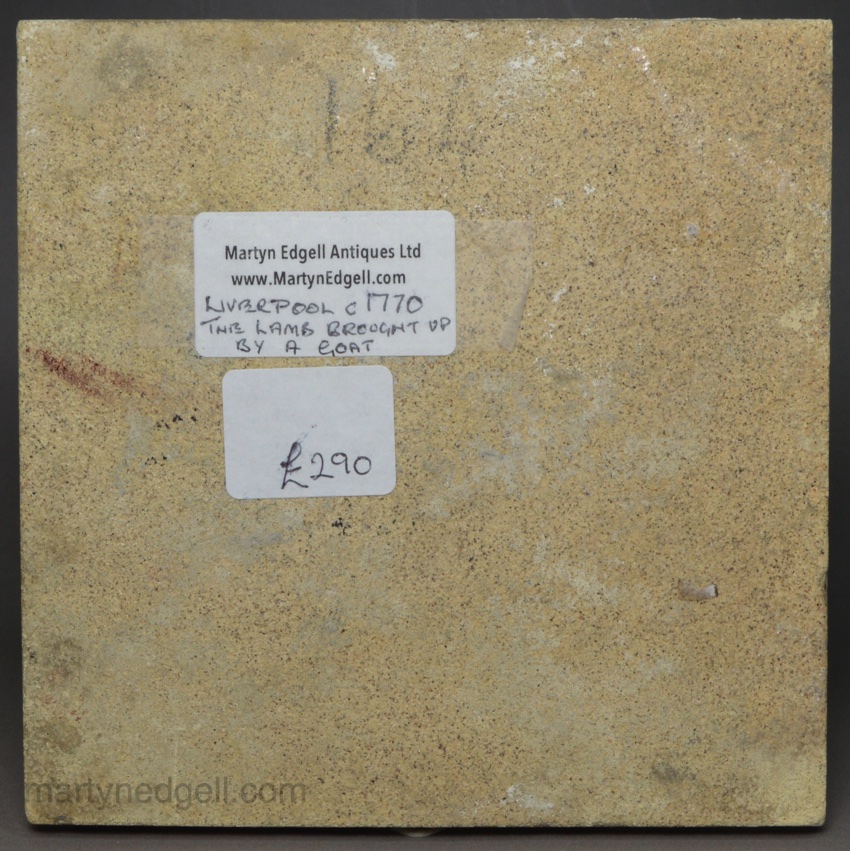 Martyn Edgell Antiques Ltd
www.MartynEdgell.com
LIVERPOOL c 1770
THE LAMB BROUGHT UP
BY A GOAT
£290
martynedgell.com